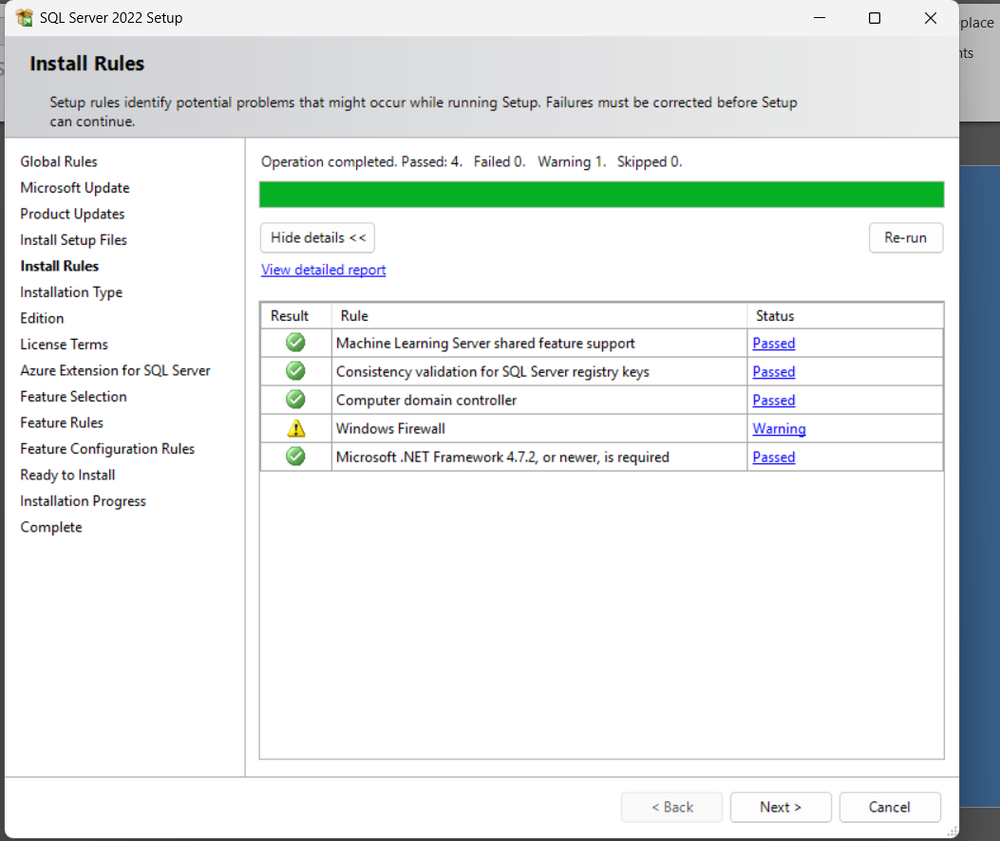 SQL Server 2022 Setup
place
Install Rules
Setup rules identify potential problems that might occur while running Setup. Failures must be corrected before Setup
can continue.
Global Rules
Microsoft Update
Product Updates
Install Setup Files
Install Rules
Installation Type
Edition
License Terms
Azure Extension for SQL Server
Feature Selection
Feature Rules
Feature Configuration Rules
Ready to Install
Installation Progress
Complete
Operation completed. Passed: 4. Failed 0. Warning 1. Skipped 0.
Hide details <<
Re-run
View detailed report
Result Rule Status
Machine Learning Server shared feature support Passed
Consistency validation for SQL Server registry keys Passed
Computer domain controller Passed
Windows Firewall Warning
Microsoft .NET Framework 4.7.2, or newer, is required Passed
< Back
Next >
Cancel